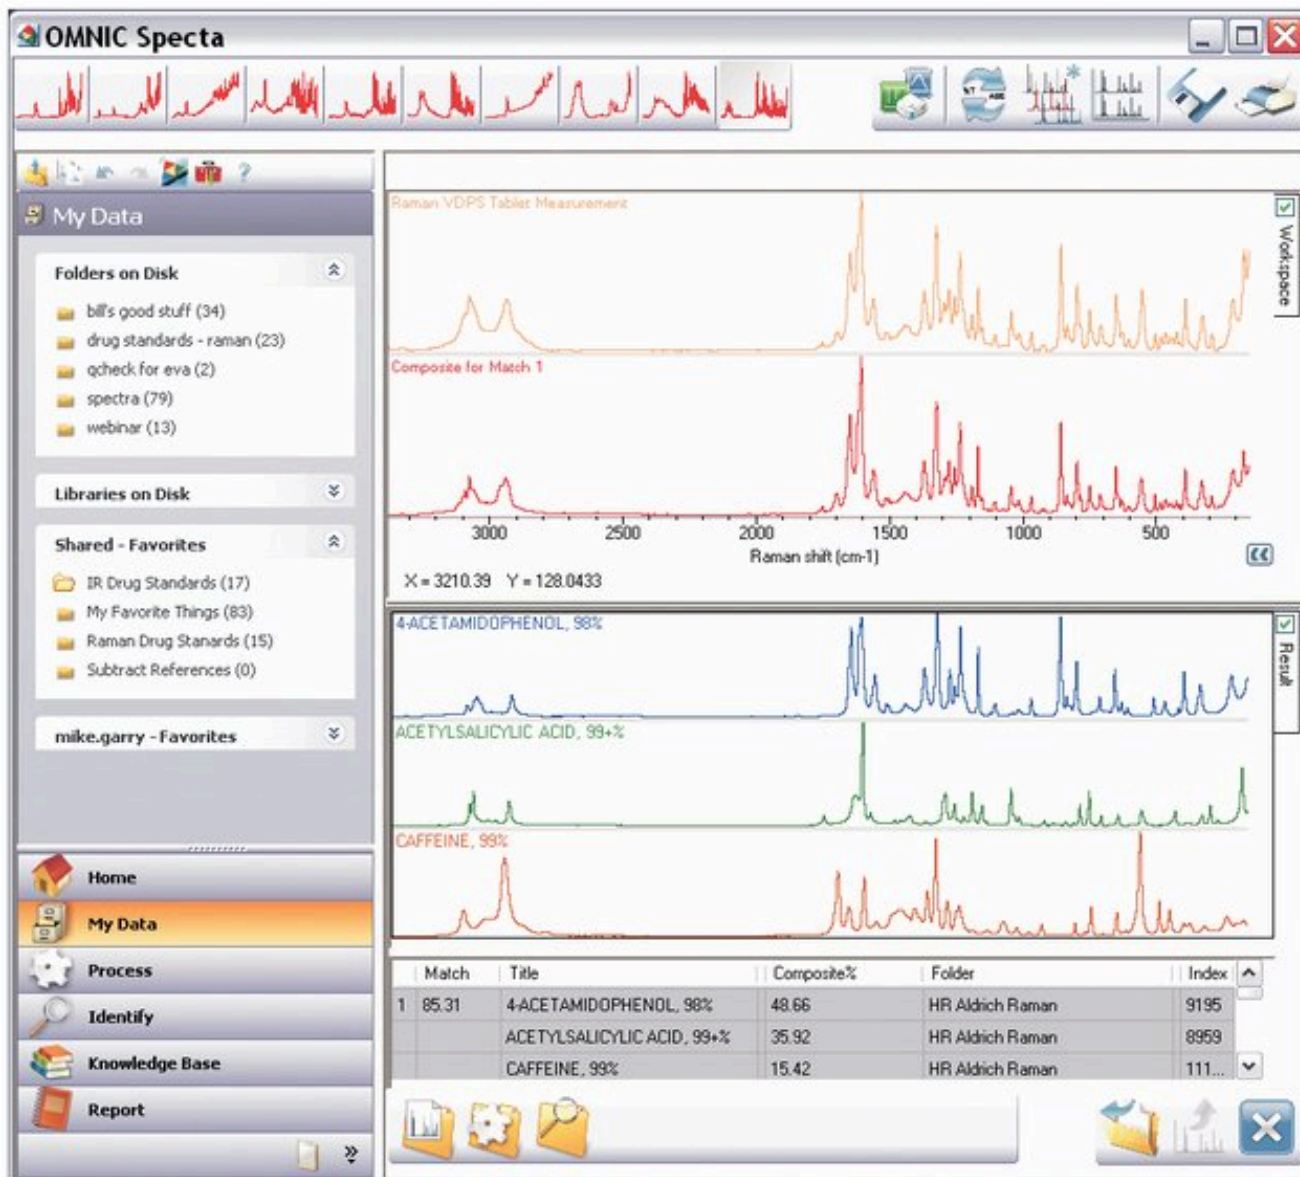 OMNIC Specta
My Data
Folders on Disk
bill's good stuff (34)
drug standards - raman (23)
qcheck for eva (2)
spectra (79)
webinar (13)
Libraries on Disk
Shared - Favorites
IR Drug Standards (17)
My Favorite Things (83)
Raman Drug Stanards (15)
Subtract References (0)
mike.garry - Favorites
Home
My Data
Process
Identify
Knowledge Base
Report
Raman VDPS Tablet Measurement
Workspace
Composite for Match 1
3000 2500 2000 1500 1000 500
Raman shift (cm-1)
X = 3210.39 Y = 128.0433
4-ACETAMIDOPHENOL, 98%
Result
ACETYLSALICYLIC ACID, 99+%
CAFFEINE, 99%
Match Title Composite% Folder Index
1 85.31 4-ACETAMIDOPHENOL, 98% 48.66 HR Aldrich Raman 9195
ACETYLSALICYLIC ACID, 99+% 35.92 HR Aldrich Raman 8959
CAFFEINE, 99% 15.42 HR Aldrich Raman 111...